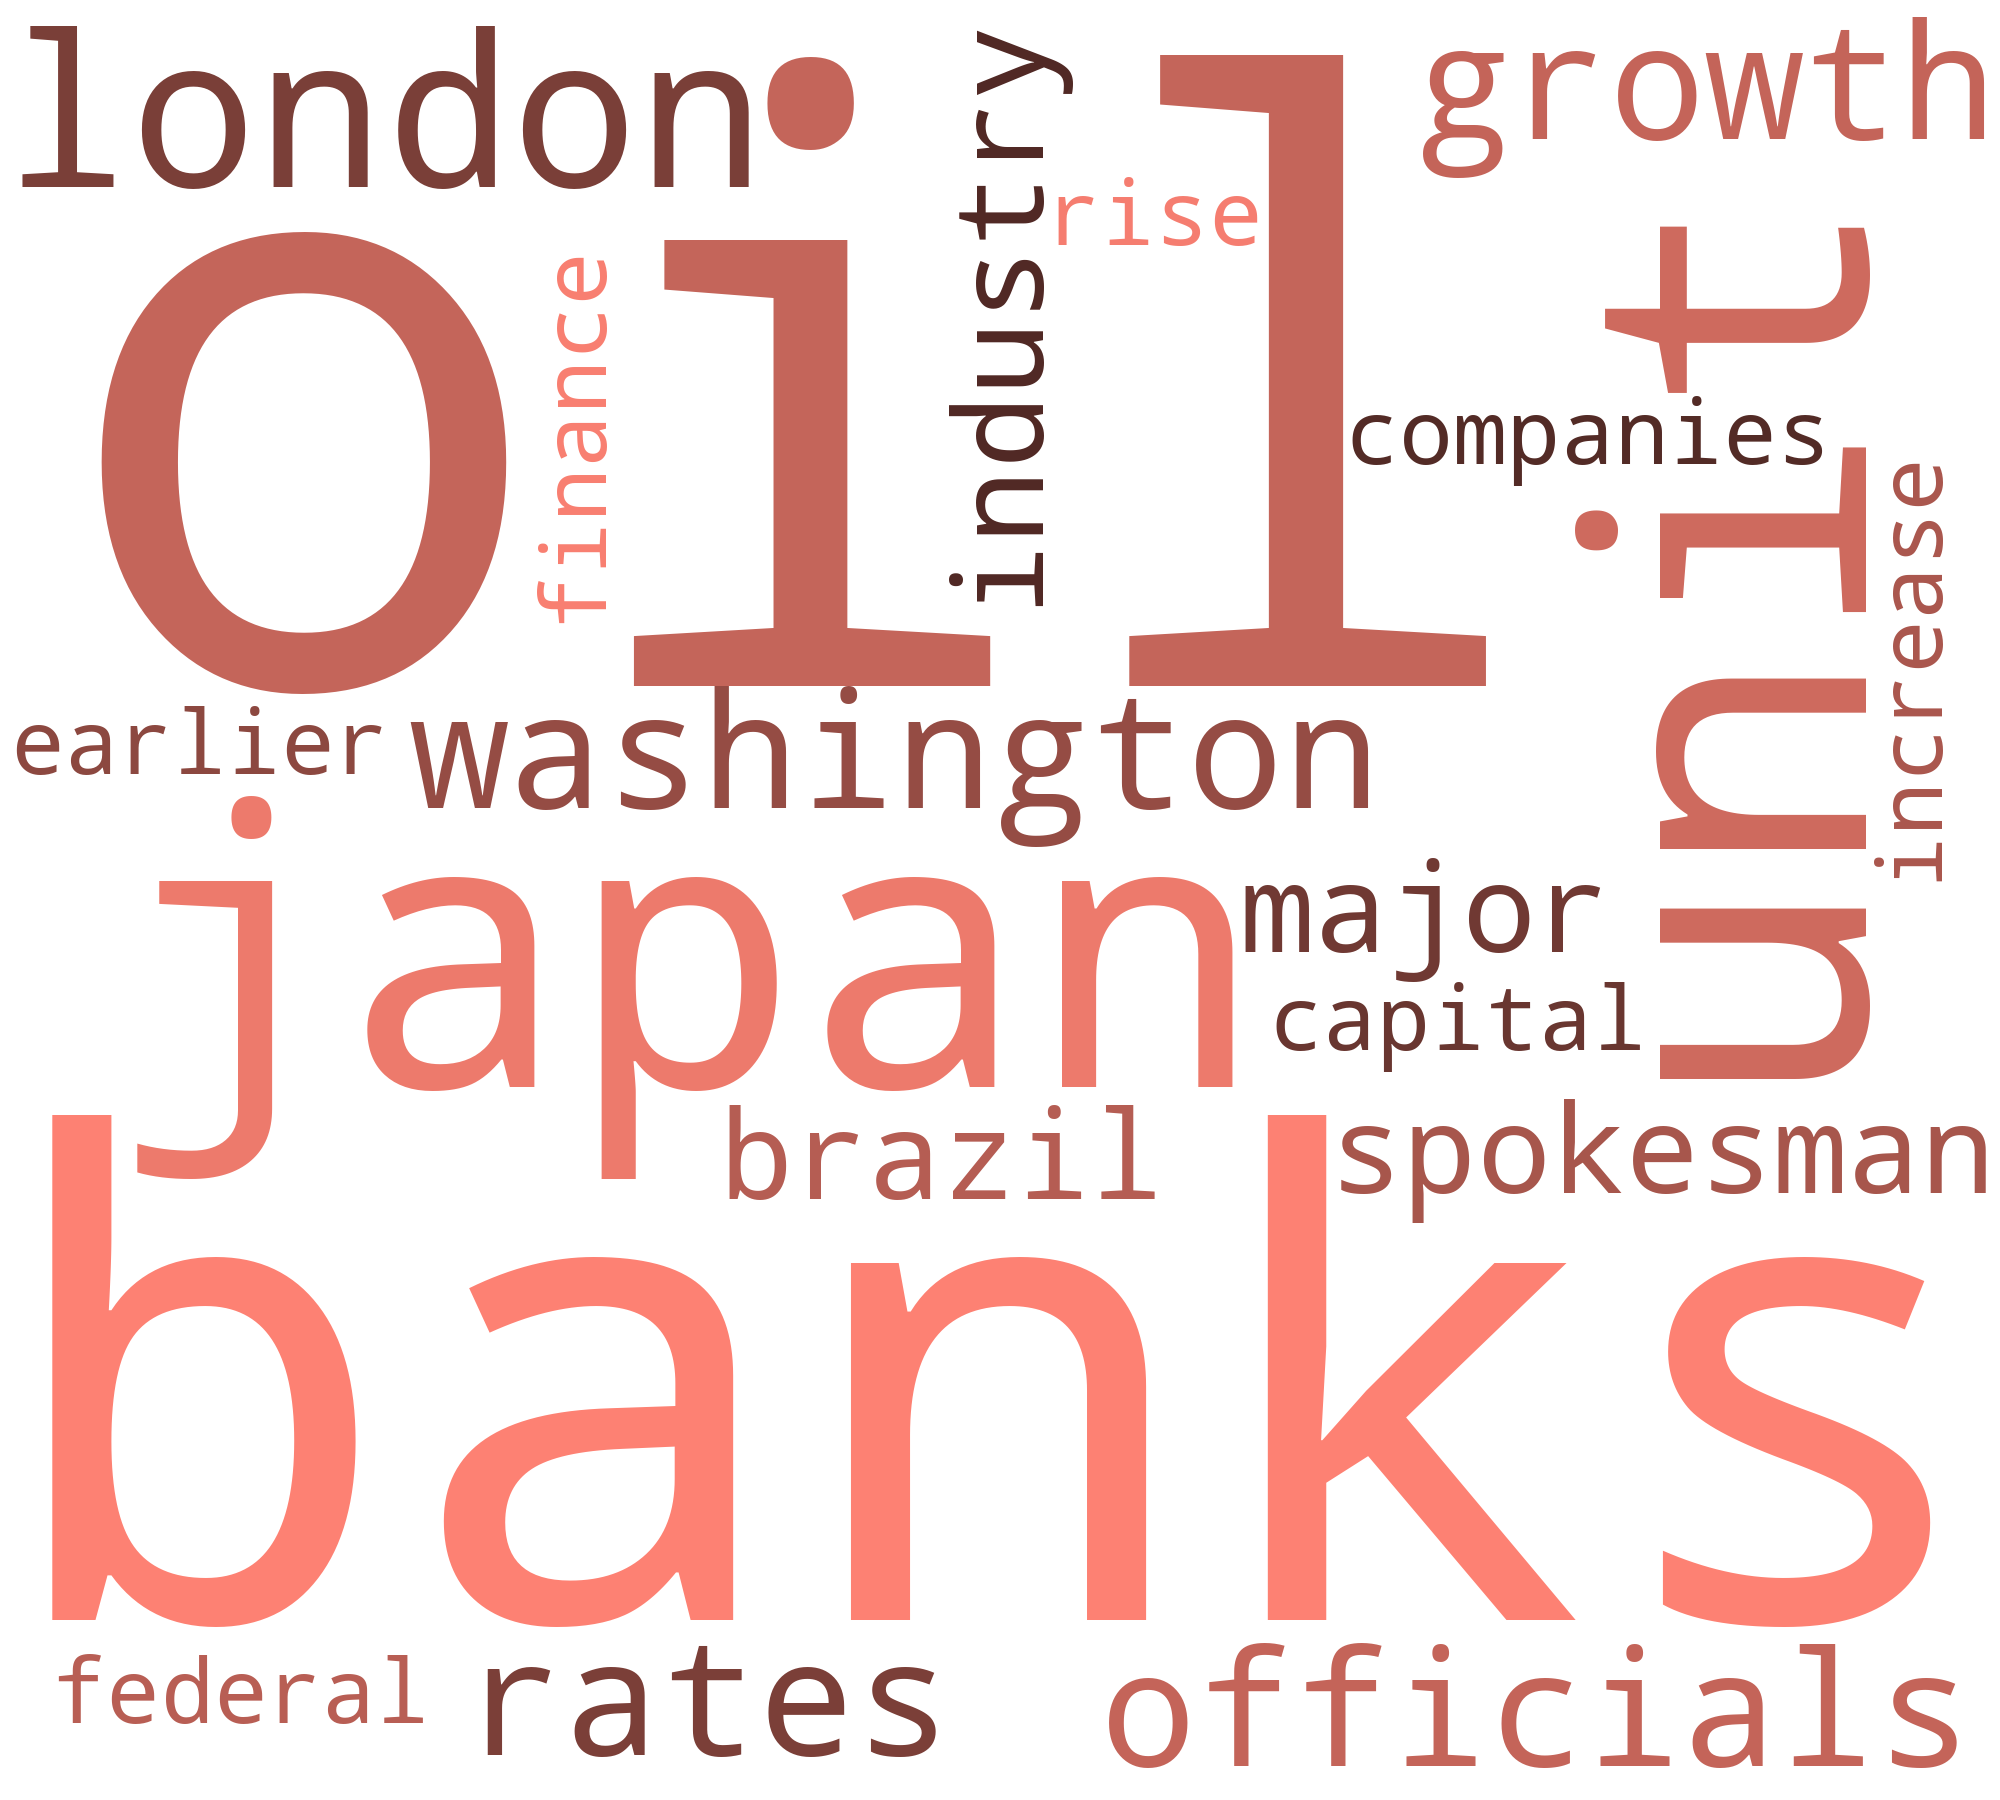 london
growth
oil
industry
rise
finance
unit
companies
increase
earlier
washington
japan
major
capital
brazil
spokesman
banks
federal
rates
officials